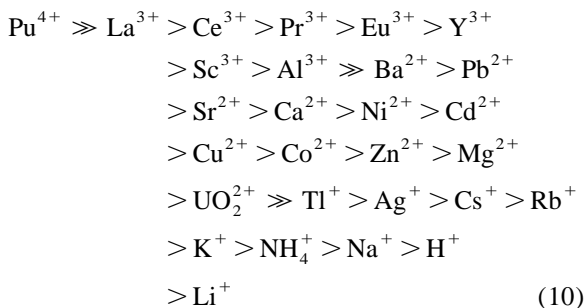 Pu⁴⁺ ≫ La³⁺ > Ce³⁺ > Pr³⁺ > Eu³⁺ > Y³⁺
> Sc³⁺ > Al³⁺ ≫ Ba²⁺ > Pb²⁺
> Sr²⁺ > Ca²⁺ > Ni²⁺ > Cd²⁺
> Cu²⁺ > Co²⁺ > Zn²⁺ > Mg²⁺
> UO₂²⁺ ≫ Tl⁺ > Ag⁺ > Cs⁺ > Rb⁺
> K⁺ > NH₄⁺ > Na⁺ > H⁺
> Li⁺ (10)